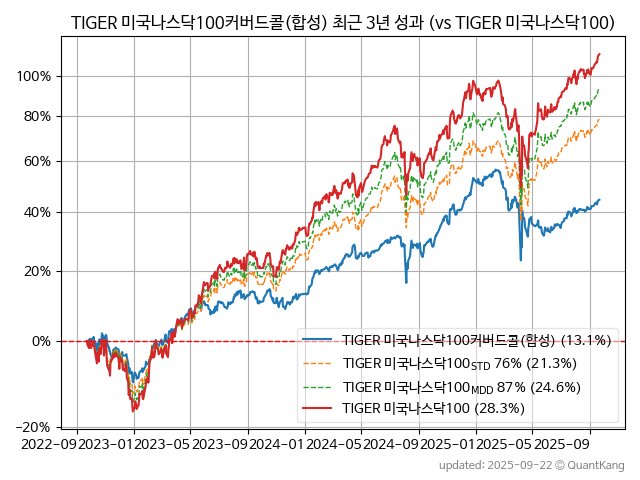 TIGER 미국나스닥100커버드콜(합성) 최근 3년 성과 (vs TIGER 미국나스닥100)
100%
80%
60%
40%
20%
0%
−20%
TIGER 미국나스닥100커버드콜(합성) (13.1%)
TIGER 미국나스닥100STD 76% (21.3%)
TIGER 미국나스닥100MDD 87% (24.6%)
TIGER 미국나스닥100 (28.3%)
2022-09 2023-01 2023-05 2023-09 2024-01 2024-05 2024-09 2025-01 2025-05 2025-09
updated: 2025-09-22 © QuantKang